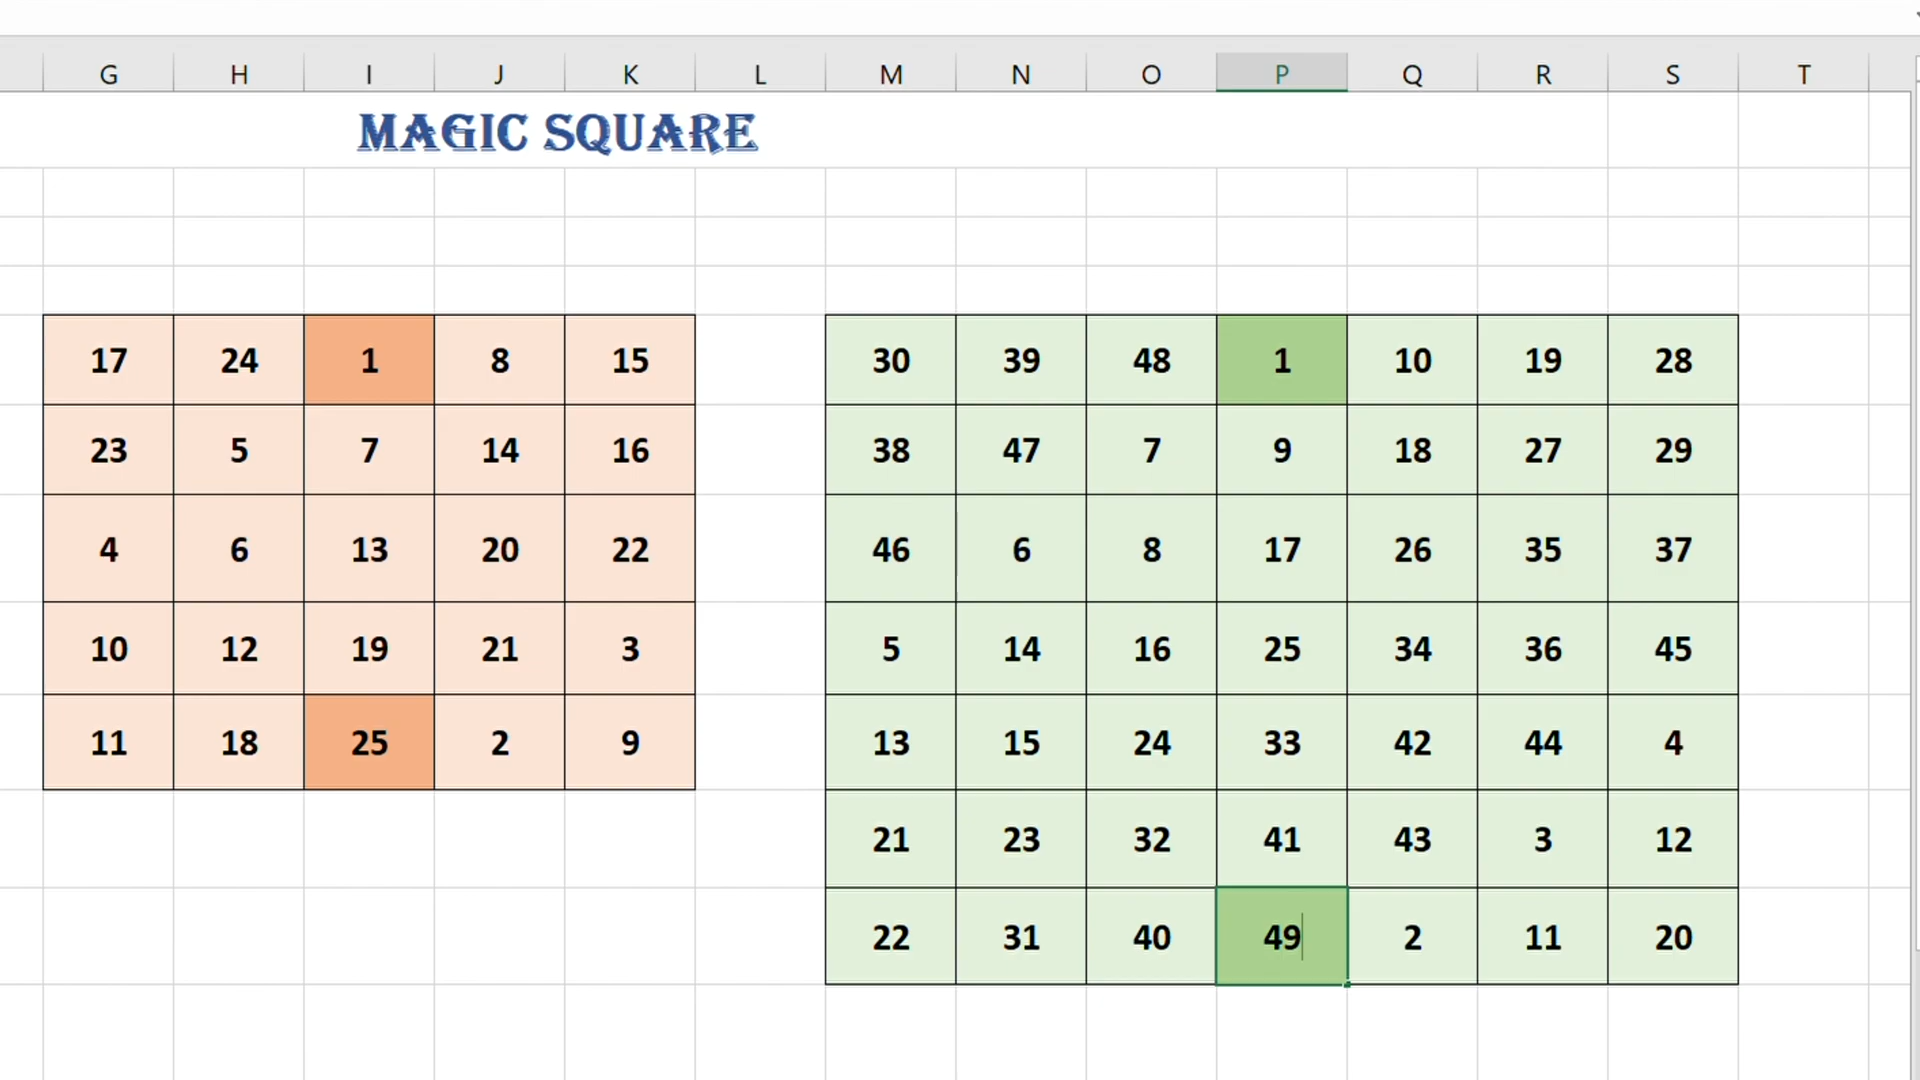 G H I J K L M N O P Q R S T
MAGIC SQUARE
17 24 1 8 15 30 39 48 1 10 19 28
23 5 7 14 16 38 47 7 9 18 27 29
4 6 13 20 22 46 6 8 17 26 35 37
10 12 19 21 3 5 14 16 25 34 36 45
11 18 25 2 9 13 15 24 33 42 44 4
21 23 32 41 43 3 12
22 31 40 49 2 11 20